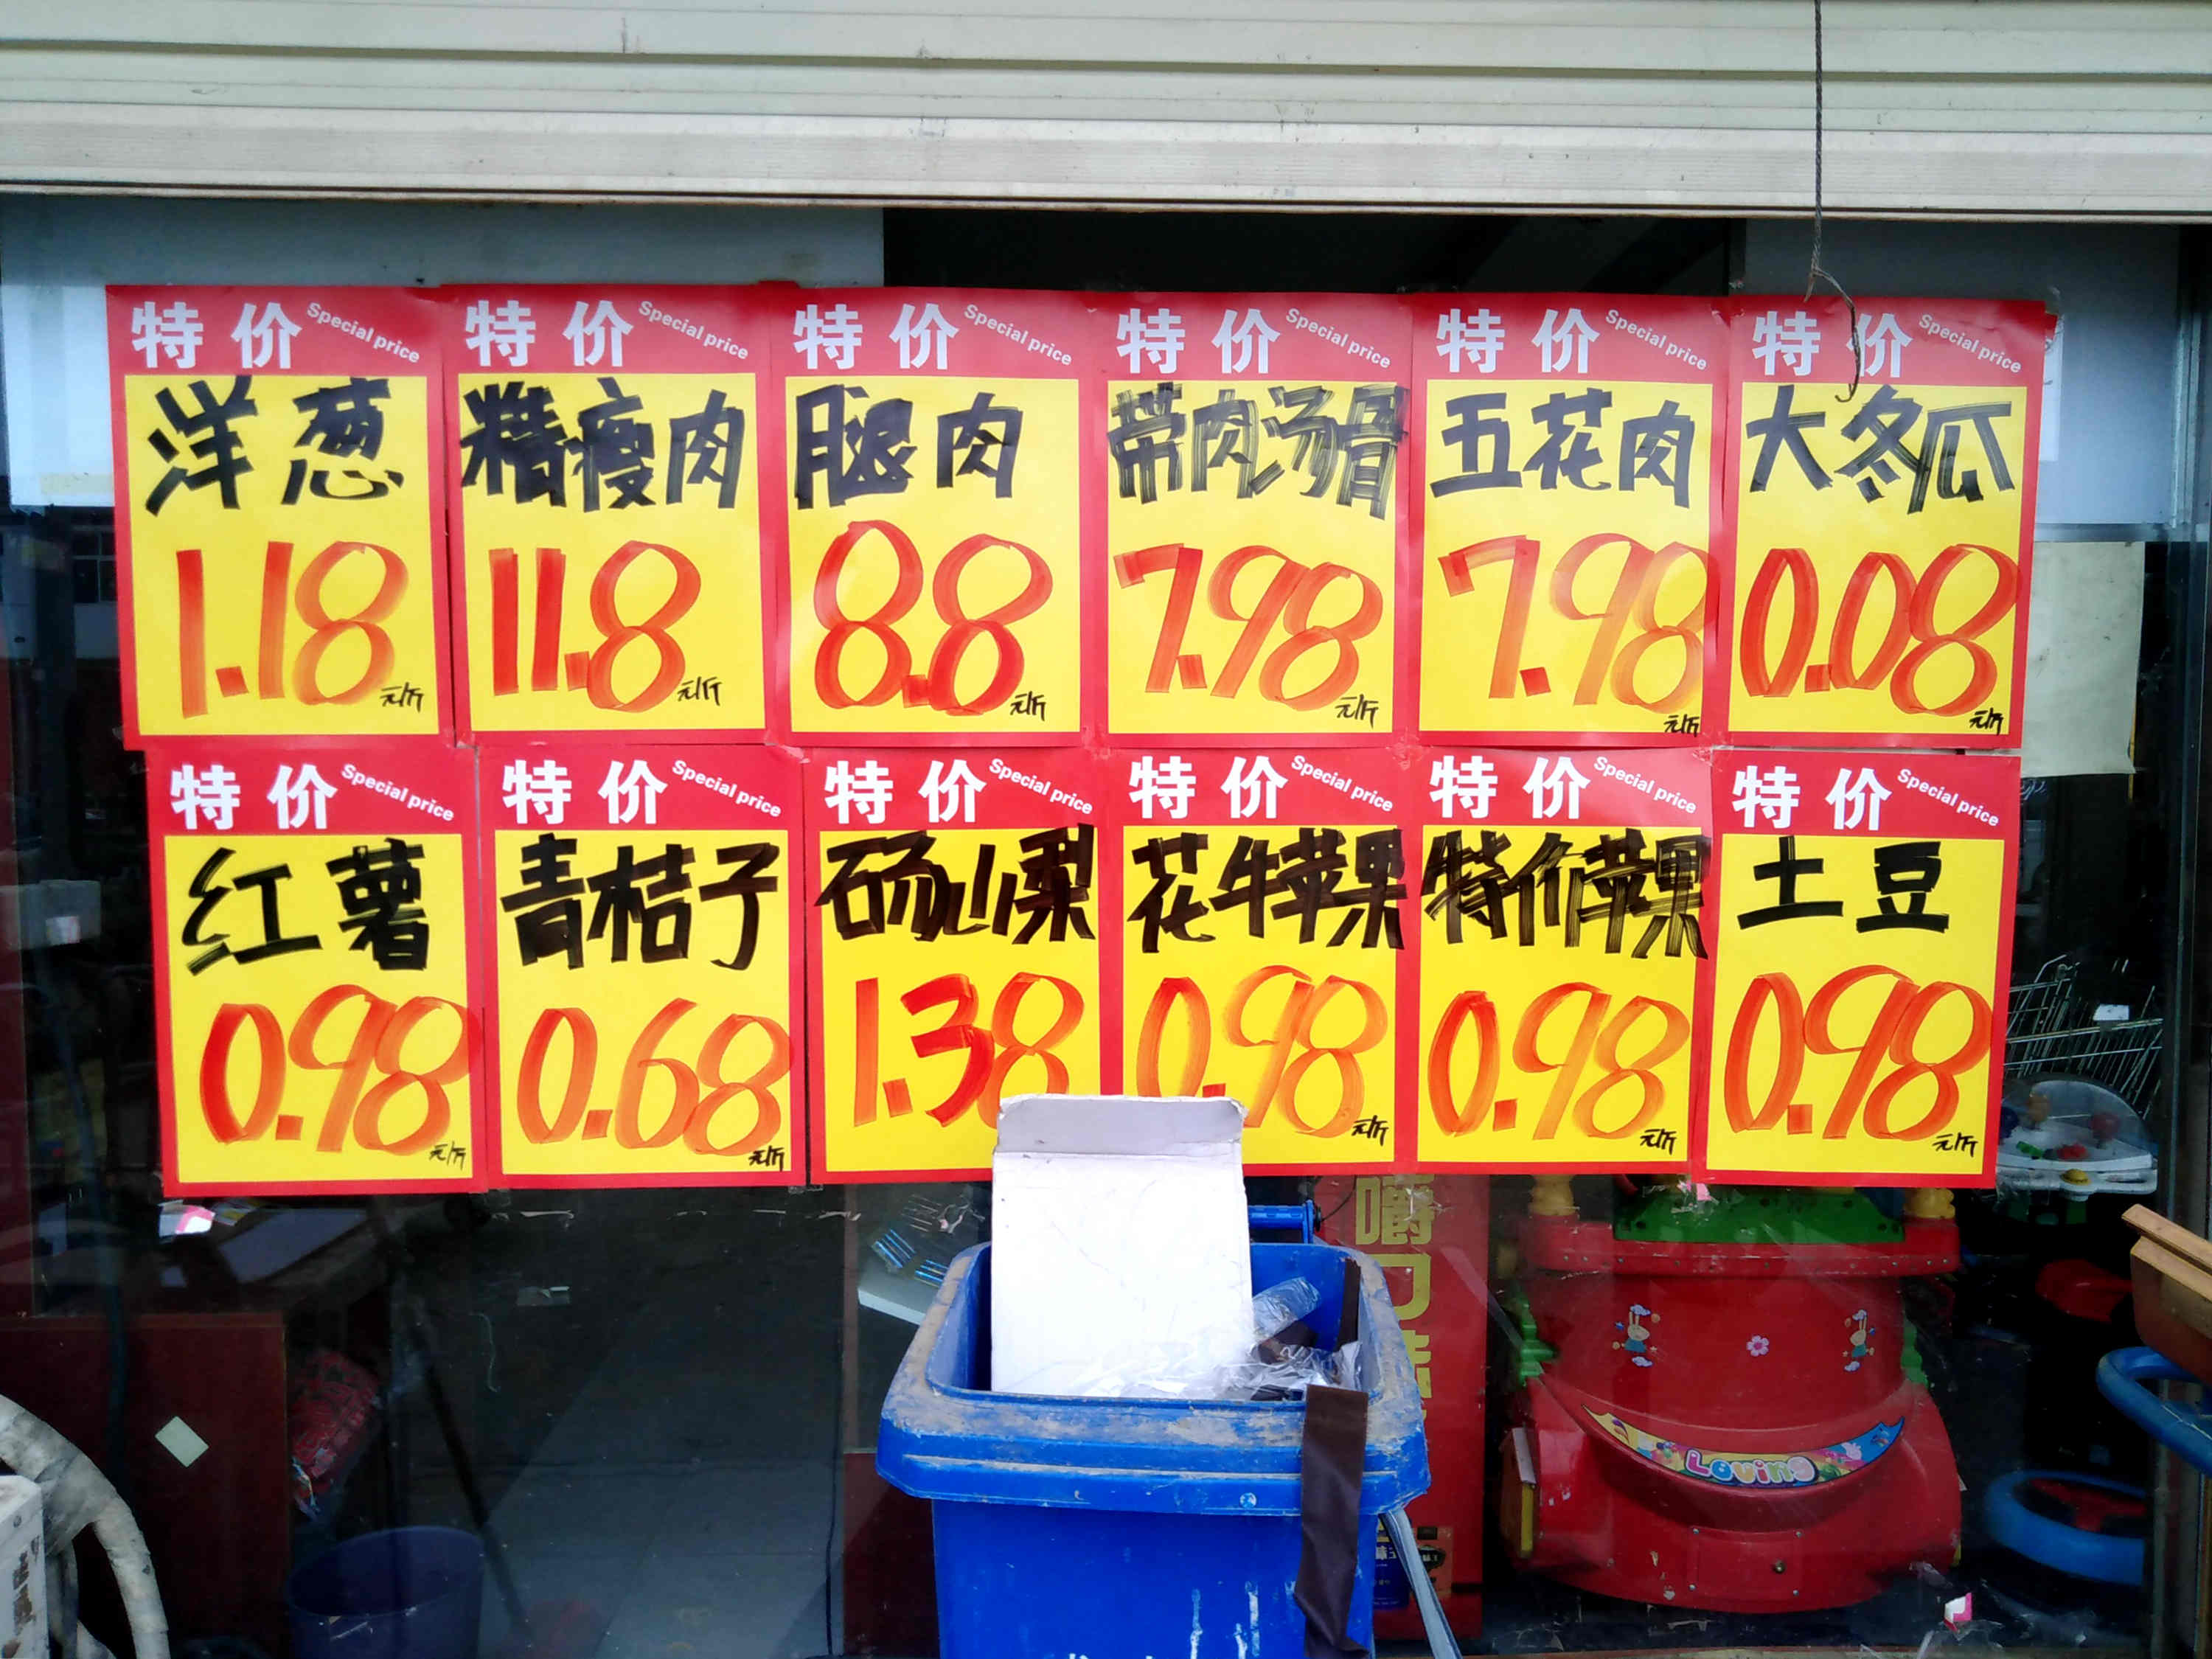 特价 Special price
洋葱
1.18
元/斤
特价 Special price
精瘦肉
11.8
元/斤
特价 Special price
腿肉
8.8
元/斤
特价 Special price
带肉汤骨
7.98
元/斤
特价 Special price
五花肉
7.98
元/斤
特价 Special price
大冬瓜
0.08
元/斤
特价 Special price
红薯
0.98
元/斤
特价 Special price
青桔子
0.68
元/斤
特价 Special price
砀山梨
1.38
特价 Special price
花牛苹果
0.98
元/斤
特价 Special price
特价苹果
0.98
元/斤
特价 Special price
土豆
0.98
元/斤
嚼
口
Loving